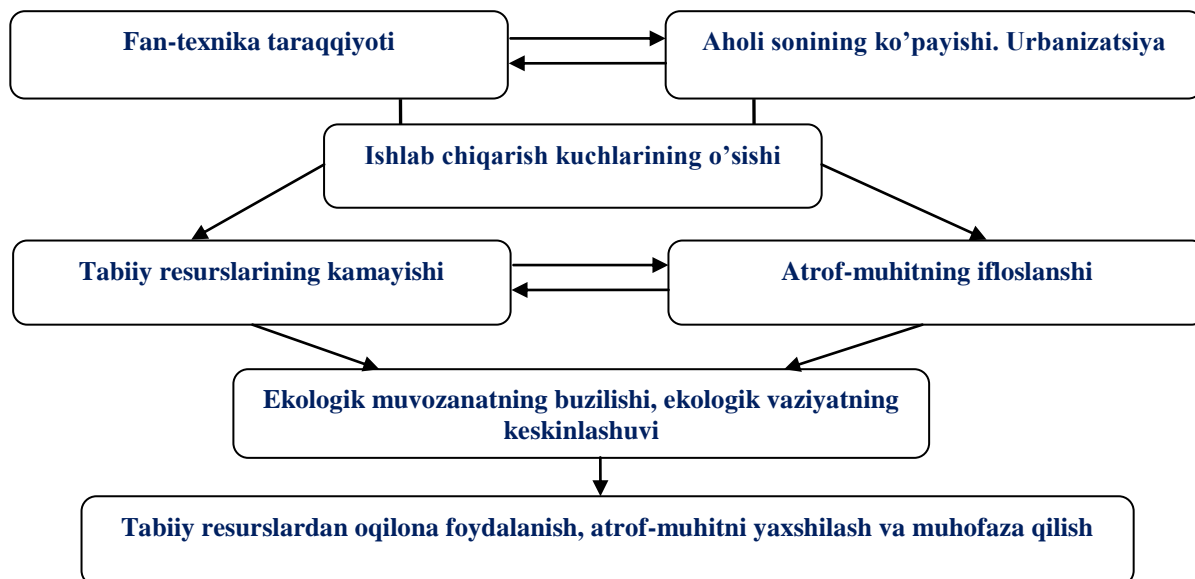 Fan-texnika taraqqiyoti
Aholi sonining ko’payishi. Urbanizatsiya
Ishlab chiqarish kuchlarining o’sishi
Tabiiy resurslarining kamayishi
Atrof-muhitning ifloslanshi
Ekologik muvozanatning buzilishi, ekologik vaziyatning
keskinlashuvi
Tabiiy resurslardan oqilona foydalanish, atrof-muhitni yaxshilash va muhofaza qilish